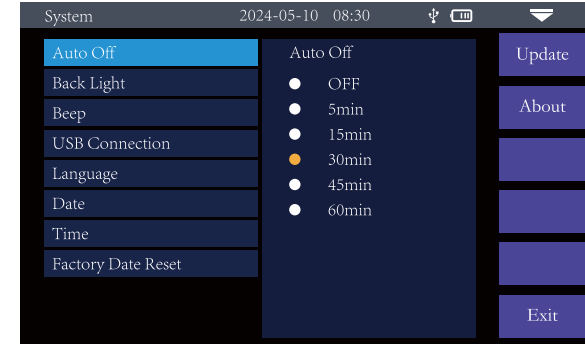 System 2024-05-10 08:30
Auto Off
Back Light
Beep
USB Connection
Language
Date
Time
Factory Date Reset
Auto Off
OFF
5min
15min
30min
45min
60min
Update
About
Exit